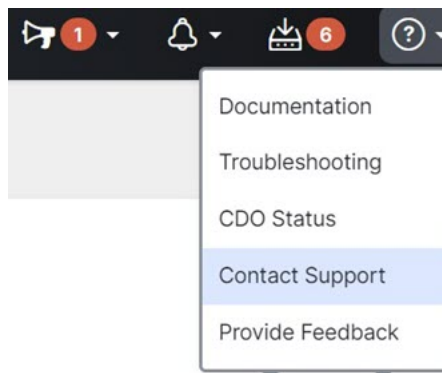 1 6 ?
Documentation
Troubleshooting
CDO Status
Contact Support
Provide Feedback